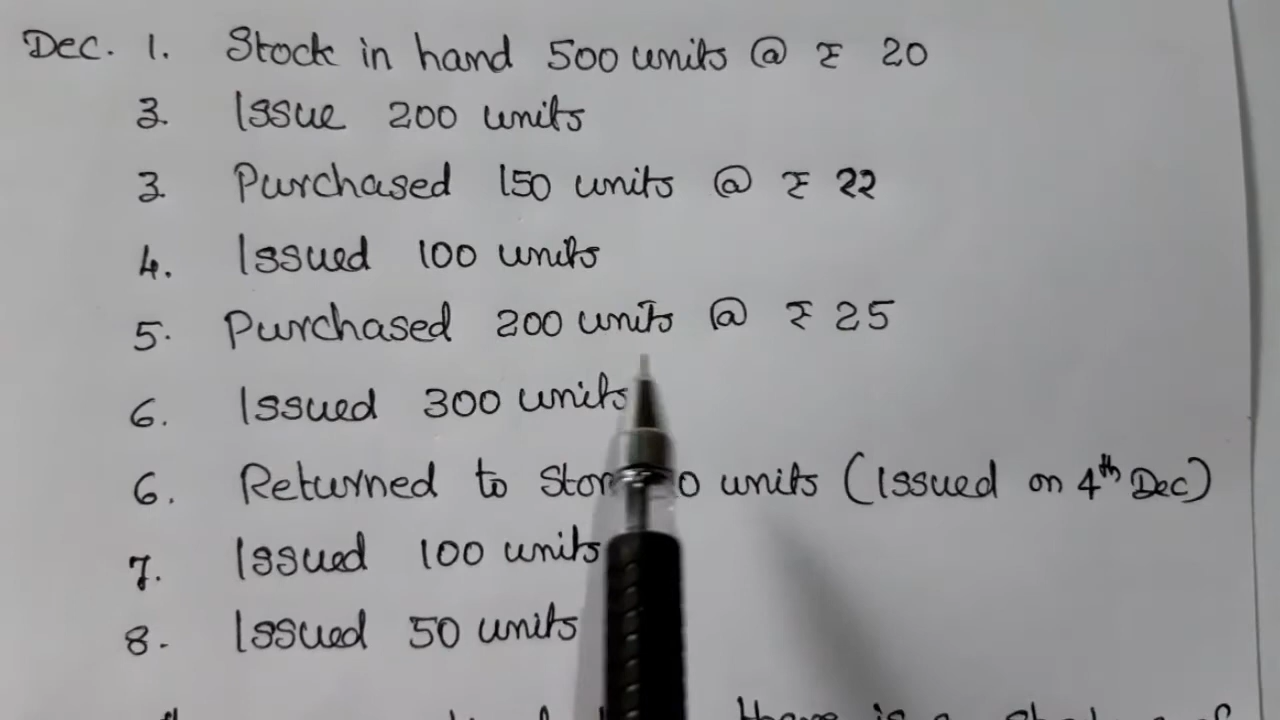 Dec. 1. Stock in hand 500 units @ ₹ 20
3. Issue 200 units
3. Purchased 150 units @ ₹ 22
4. Issued 100 units
5. Purchased 200 units @ ₹ 25
6. Issued 300 units
6. Returned to units (Issued on 4th Dec)
7. Issued 100 units
8. Issued 50 units
there is a